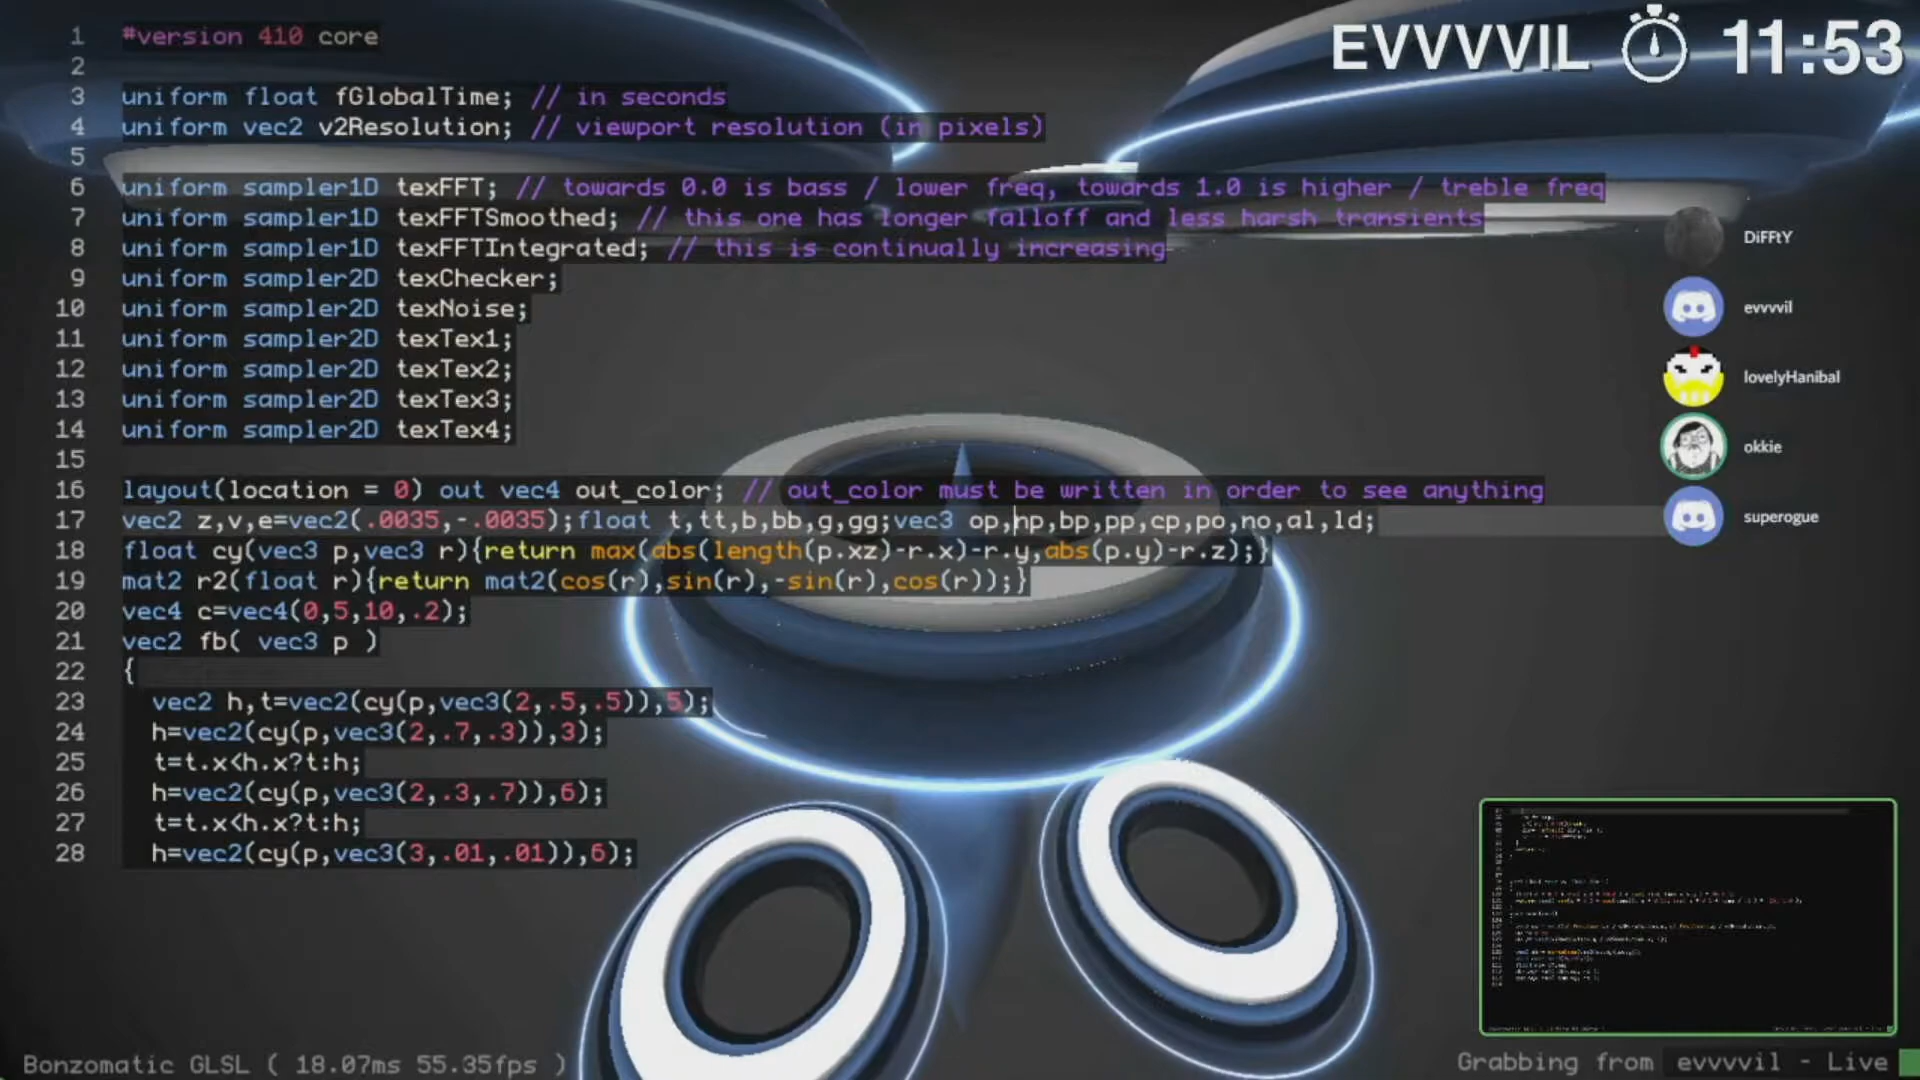 EVVVVIL 11:53
1 #version 410 core
2
3 uniform float fGlobalTime; // in seconds
4 uniform vec2 v2Resolution; // viewport resolution (in pixels)
5
6 uniform sampler1D texFFT; // towards 0.0 is bass / lower freq, towards 1.0 is higher / treble freq
7 uniform sampler1D texFFTSmoothed; // this one has longer falloff and less harsh transients
8 uniform sampler1D texFFTIntegrated; // this is continually increasing
9 uniform sampler2D texChecker;
10 uniform sampler2D texNoise;
11 uniform sampler2D texTex1;
12 uniform sampler2D texTex2;
13 uniform sampler2D texTex3;
14 uniform sampler2D texTex4;
15
16 layout(location = 0) out vec4 out_color; // out_color must be written in order to see anything
17 vec2 z,v,e=vec2(.0035,-.0035);float t,tt,b,bb,g,gg;vec3 op,np,bp,pp,cp,po,no,al,ld;
18 float cy(vec3 p,vec3 r){return max(abs(length(p.xz)-r.x)-r.y,abs(p.y)-r.z);}
19 mat2 r2(float r){return mat2(cos(r),sin(r),-sin(r),cos(r));}
20 vec4 c=vec4(0,5,10,.2);
21 vec2 fb( vec3 p )
22 {
23 vec2 h,t=vec2(cy(p,vec3(2,.5,.5)),5);
24 h=vec2(cy(p,vec3(2,.7,.3)),3);
25 t=t.x<h.x?t:h;
26 h=vec2(cy(p,vec3(2,.3,.7)),6);
27 t=t.x<h.x?t:h;
28 h=vec2(cy(p,vec3(3,.01,.01)),6);
DiFFtY
evvvvil
lovelyHanibal
okkie
superogue
Bonzomatic GLSL ( 18.07ms 55.35fps )
Grabbing from evvvvil - Live